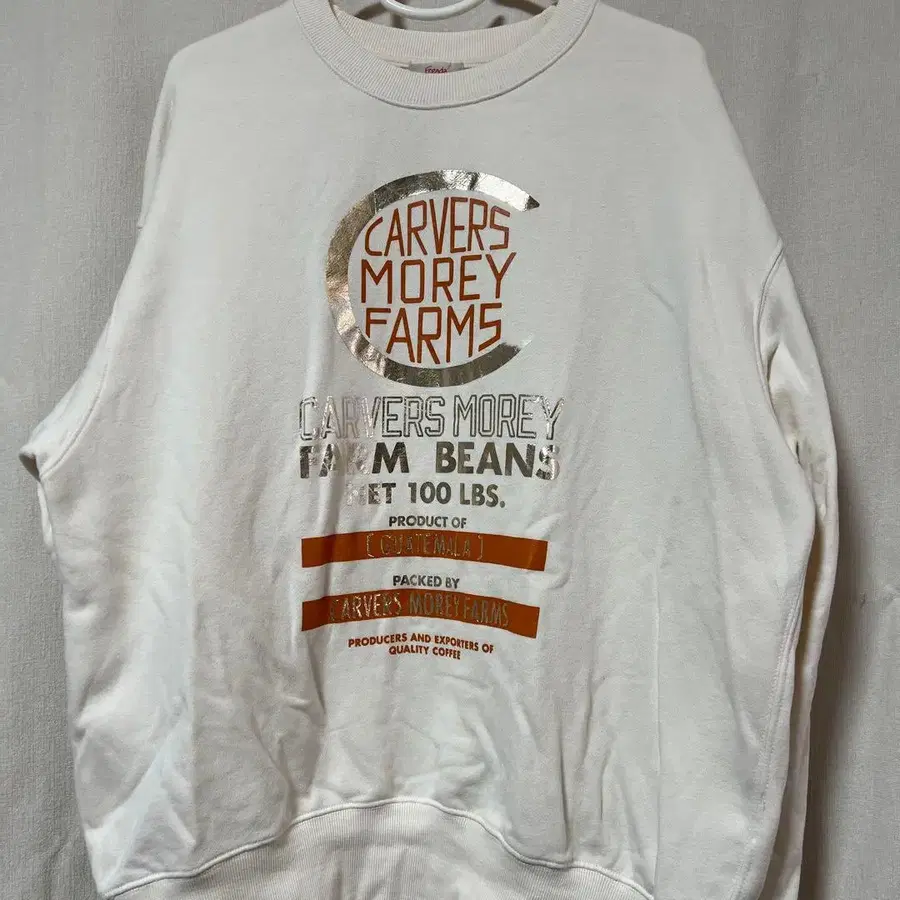 CARVERS
MOREY
FARMS
CARVERS MOREY
FARM BEANS
NET 100 LBS.
PRODUCT OF
[GUATEMALA]
PACKED BY
CARVERS MOREY FARMS
PRODUCERS AND EXPORTERS OF
QUALITY COFFEE